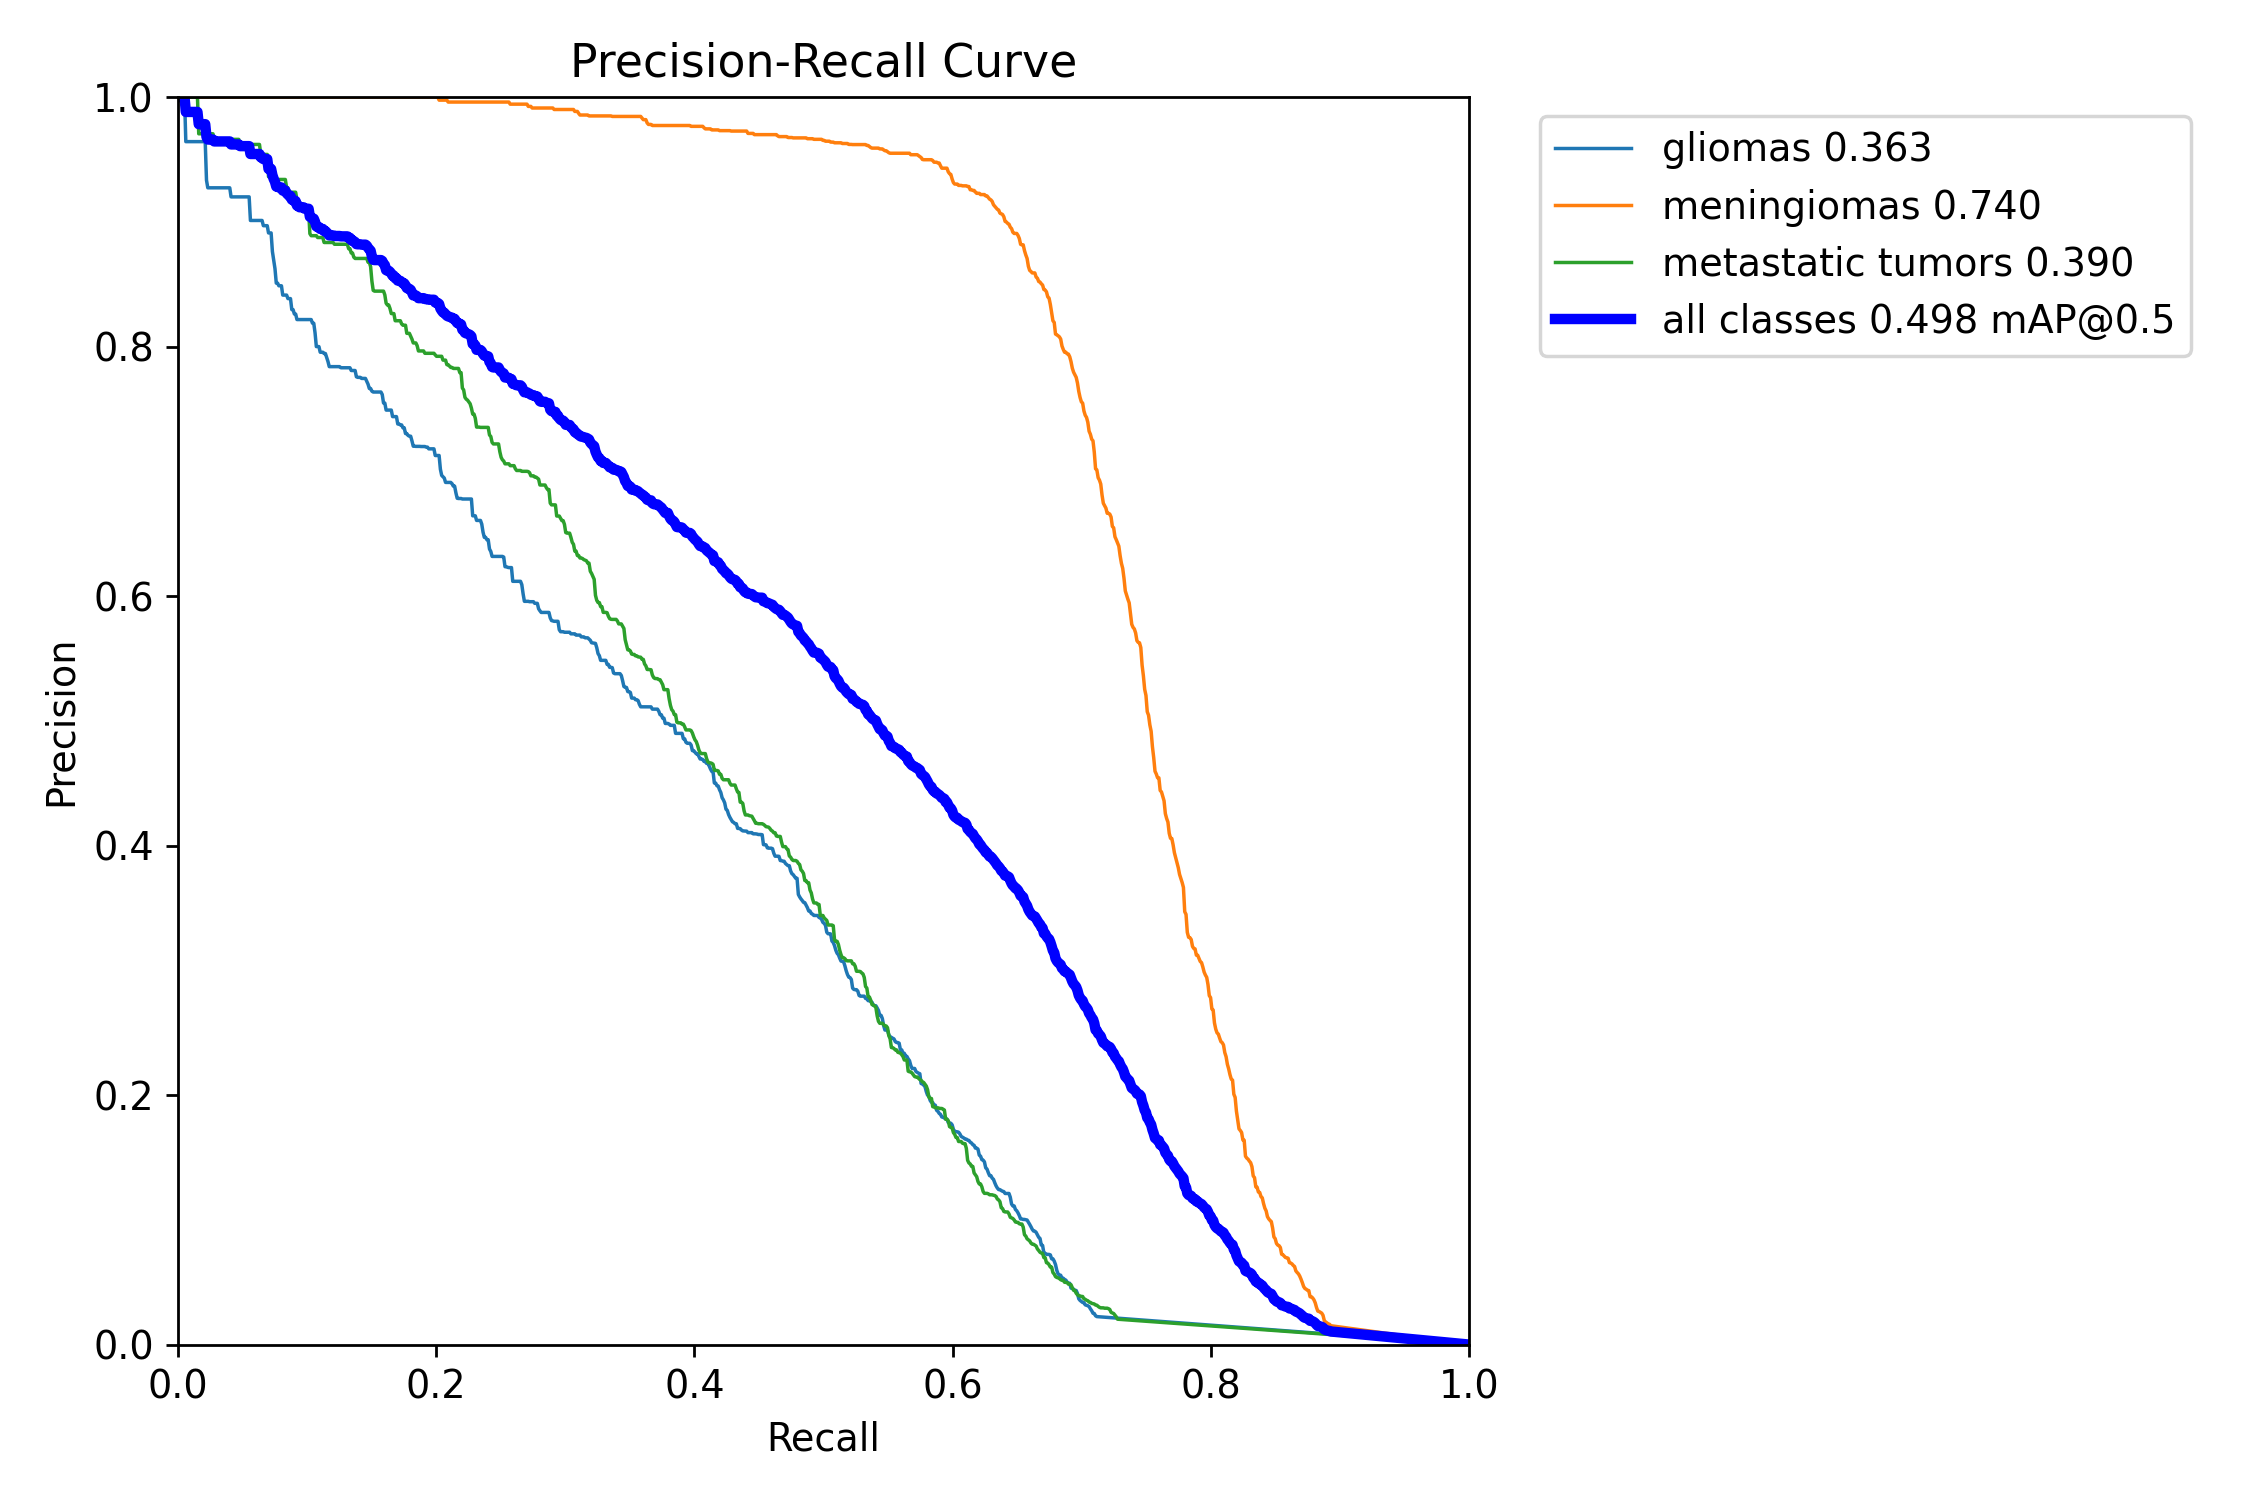 Precision-Recall Curve
1.0
0.8
0.6
0.4
0.2
0.0
Precision
0.0 0.2 0.4 0.6 0.8 1.0
Recall
gliomas 0.363
meningiomas 0.740
metastatic tumors 0.390
all classes 0.498 mAP@0.5